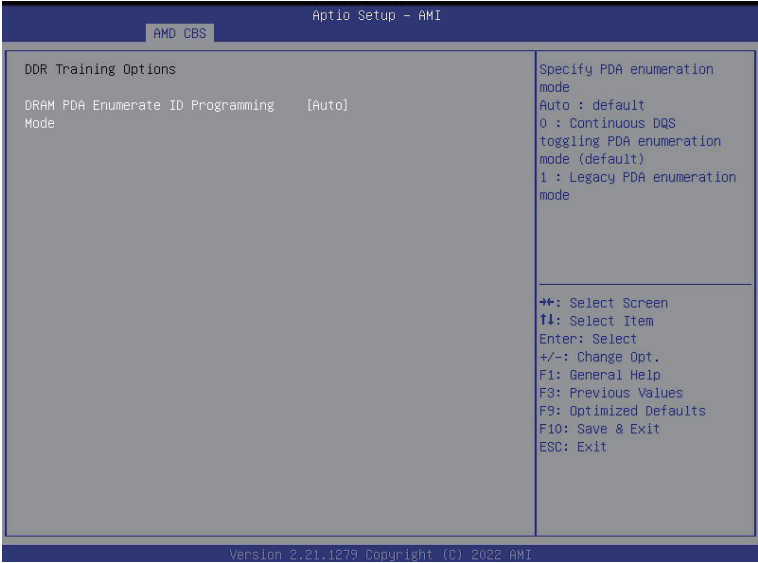 Aptio Setup – AMI
AMD CBS
DDR Training Options
DRAM PDA Enumerate ID Programming [Auto]
Mode
Specify PDA enumeration
mode
Auto : default
0 : Continuous DQS
toggling PDA enumeration
mode (default)
1 : Legacy PDA enumeration
mode
→←: Select Screen
↑↓: Select Item
Enter: Select
+/-: Change Opt.
F1: General Help
F3: Previous Values
F9: Optimized Defaults
F10: Save & Exit
ESC: Exit
Version 2.21.1279 Copyright (C) 2022 AMI